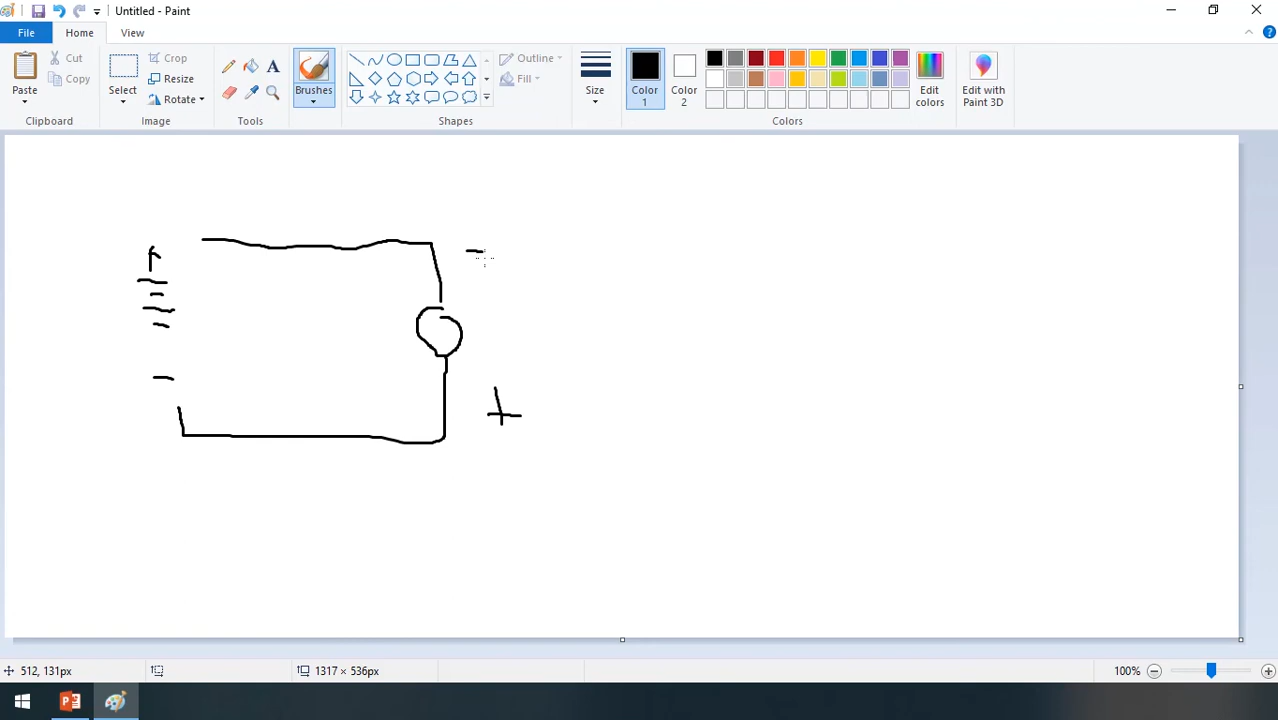 Untitled - Paint
File Home View
Paste
Cut
Copy
Clipboard
Select
Crop
Resize
Rotate
Image
A
Tools
Brushes
Shapes
Outline
Fill
Size
Color 1
Color 2
Edit colors
Colors
Edit with Paint 3D
-
+
-
512, 131px
1317 × 536px
100%